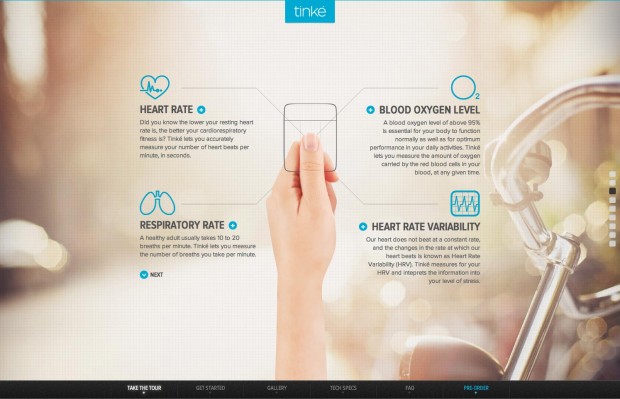 tinké
HEART RATE
Did you know the lower your resting heart
rate is, the better your cardiorespiratory
fitness is? Tinké lets you accurately
measure your number of heart beats per
minute, in seconds.
O2
BLOOD OXYGEN LEVEL
A blood oxygen level of above 95%
is essential for your body to function
normally as well as for optimum
performance in your daily activities. Tinké
lets you measure the amount of oxygen
carried by the red blood cells in your
blood, at any given time.
RESPIRATORY RATE
A healthy adult usually takes 10 to 20
breaths per minute. Tinké lets you measure
the number of breaths you take per minute.
NEXT
HEART RATE VARIABILITY
Our heart does not beat at a constant rate,
and the changes in the rate at which our
heart beats is known as Heart Rate
Variability (HRV). Tinké measures for your
HRV and inteprets the information into
your level of stress.
TAKE THE TOUR
GET STARTED
GALLERY
TECH SPECS
FAQ
PRE-ORDER